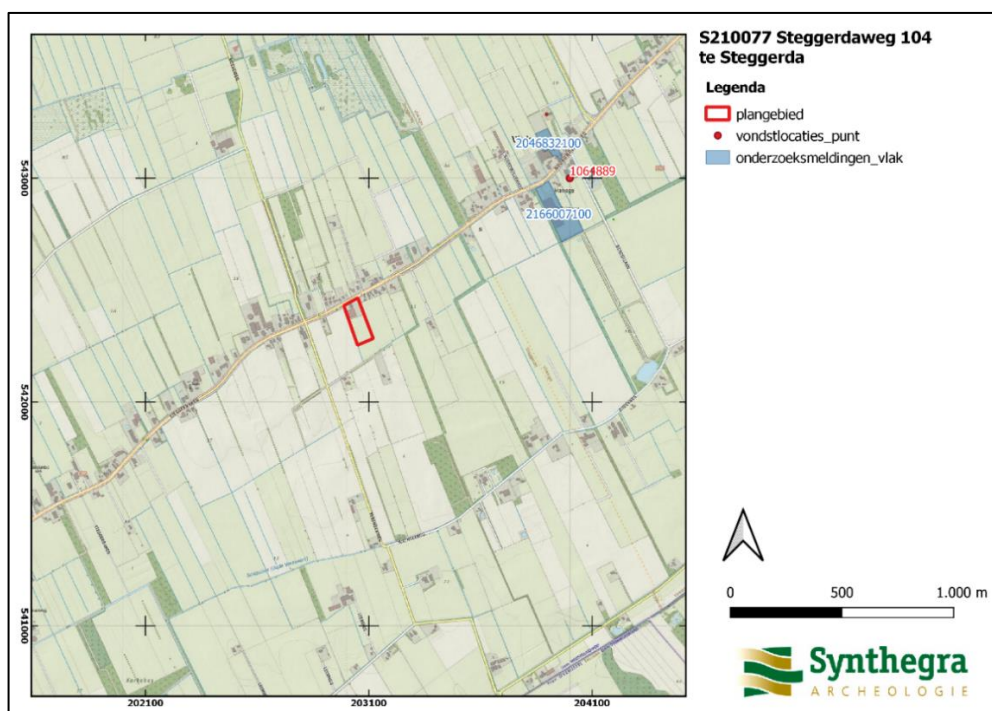 S210077 Steggerdaweg 104
te Steggerda
Legenda
plangebied
vondstlocaties_punt
onderzoeksmeldingen_vlak
2046832100
1064889
2166007100
543000
542000
541000
202100
203100
204100
0
500
1.000 m
Synthegra
ARCHEOLOGIE